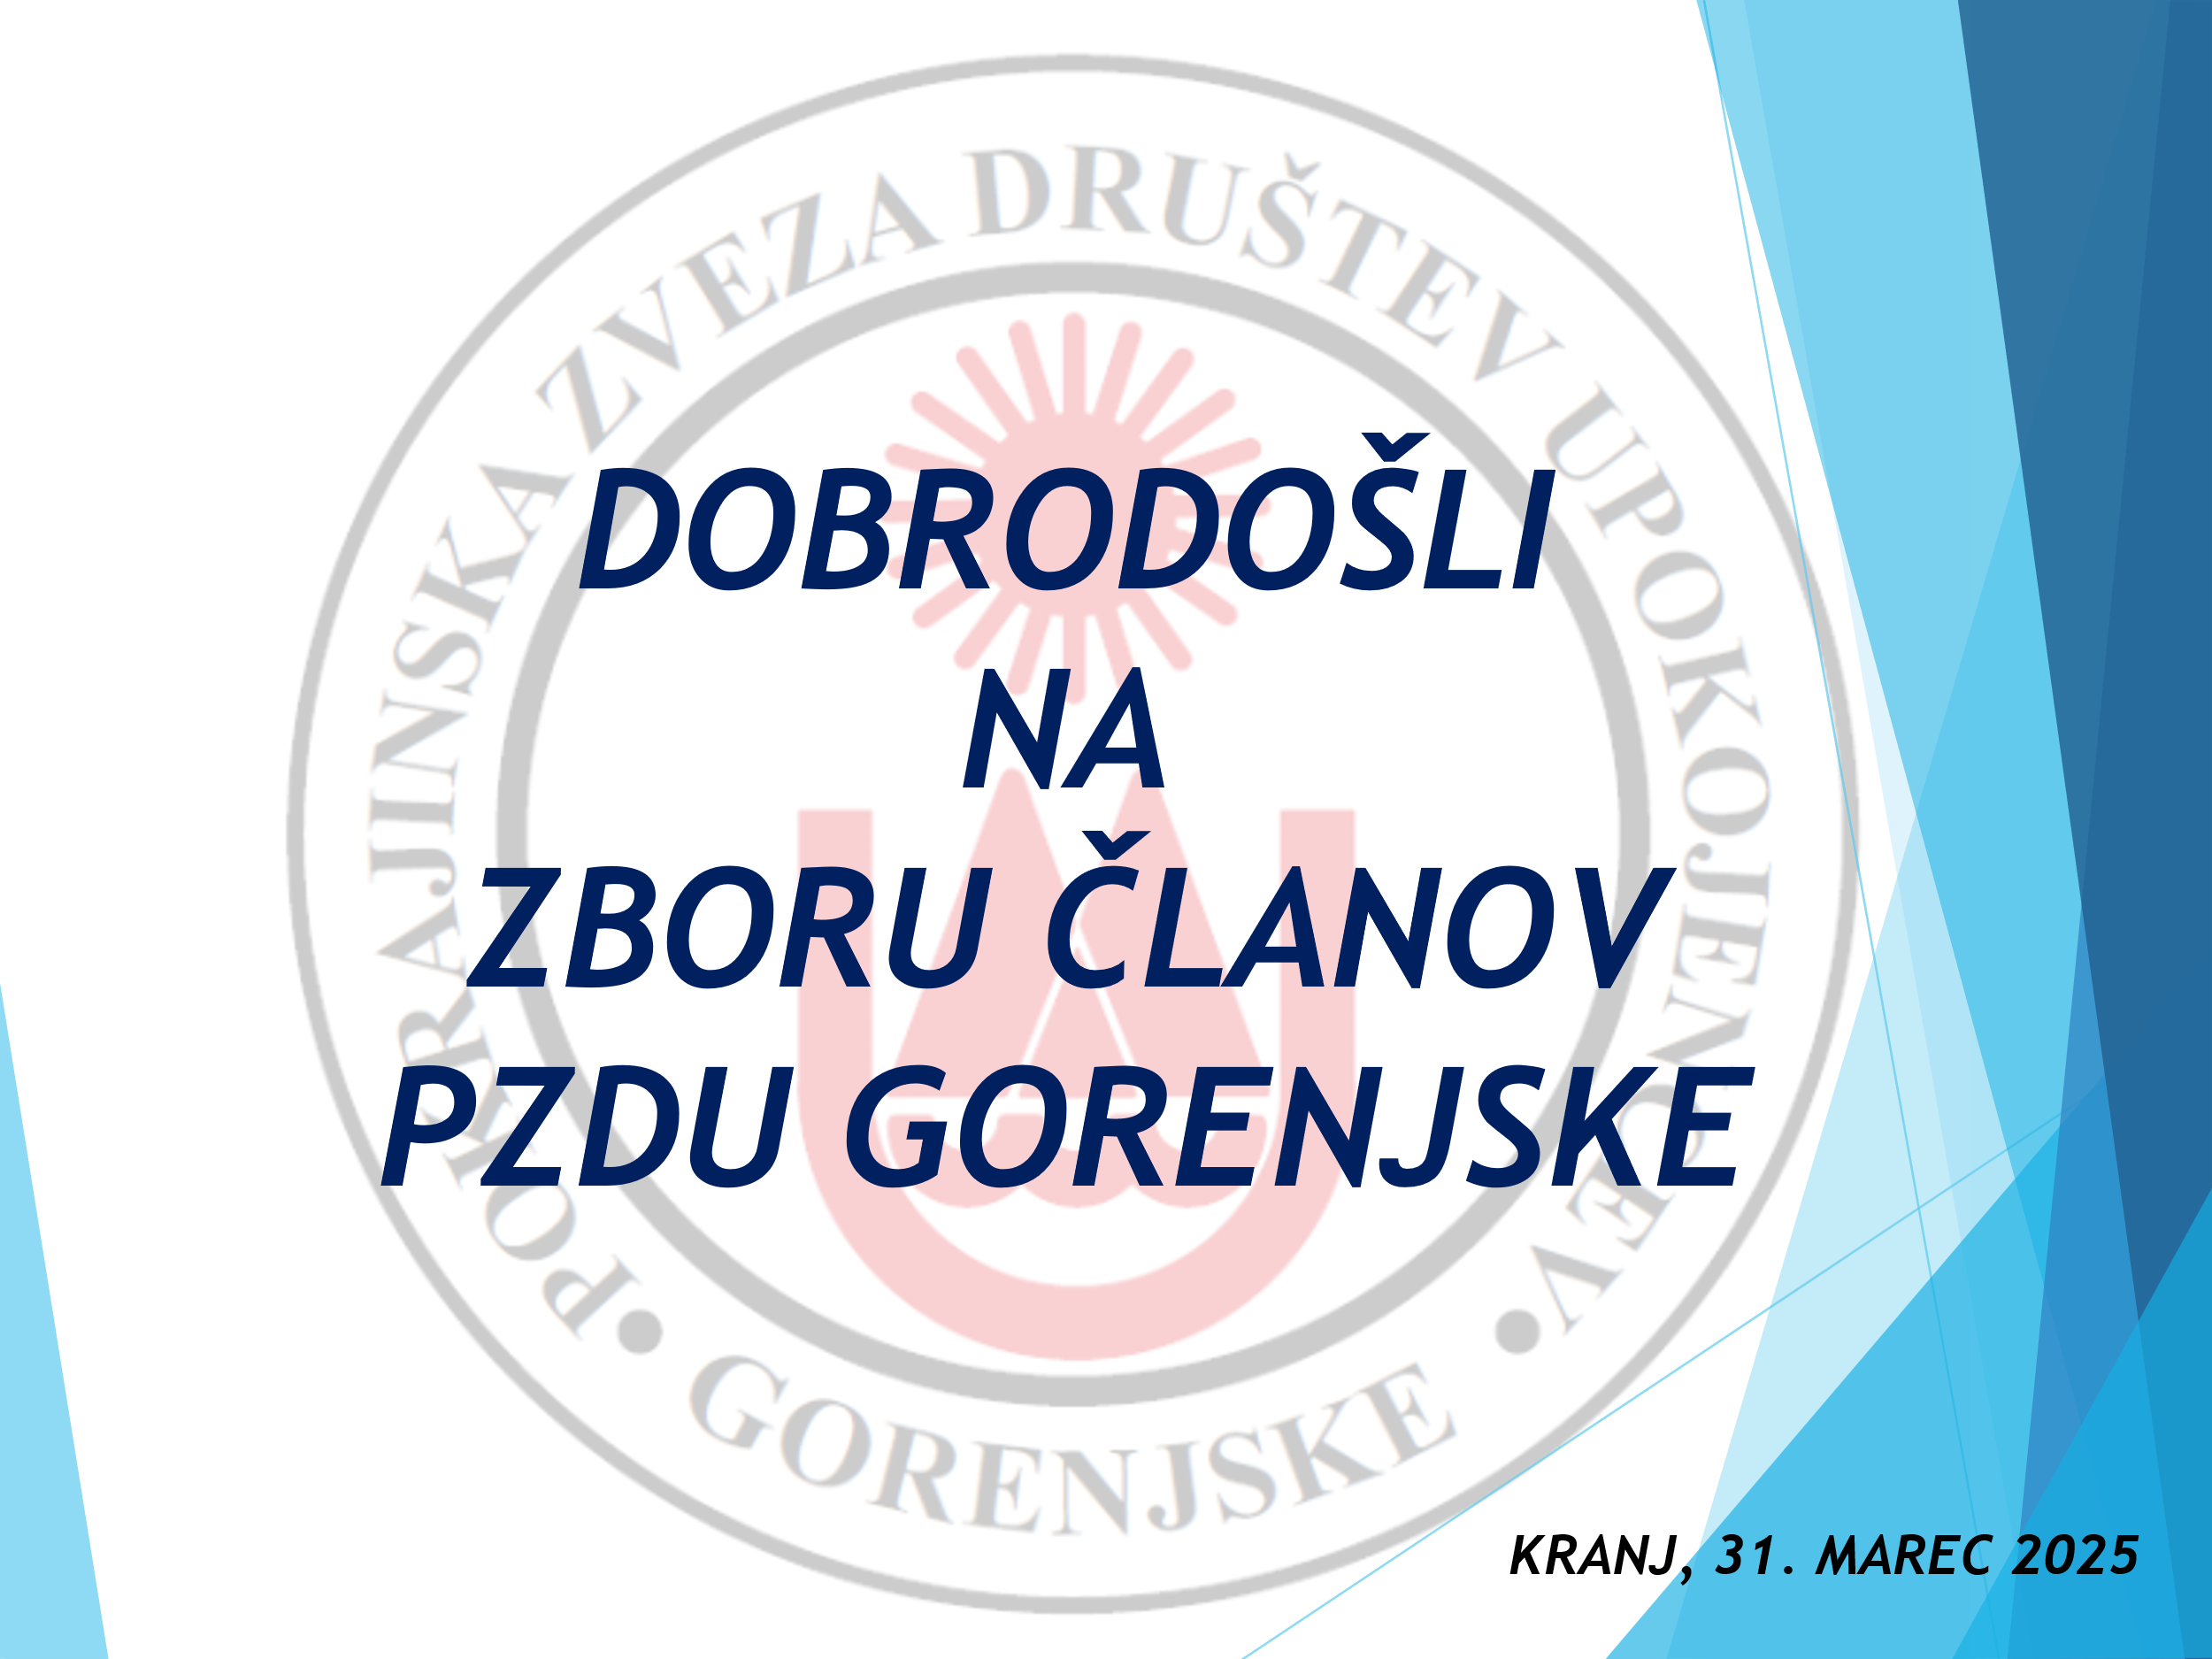 POKRAJINSKA ZVEZA DRUŠTEV UPOKOJENCEV
DOBRODOŠLI
NA
ZBORU ČLANOV
PZDU GORENJSKE
• GORENJSKE •
KRANJ, 31. MAREC 2025